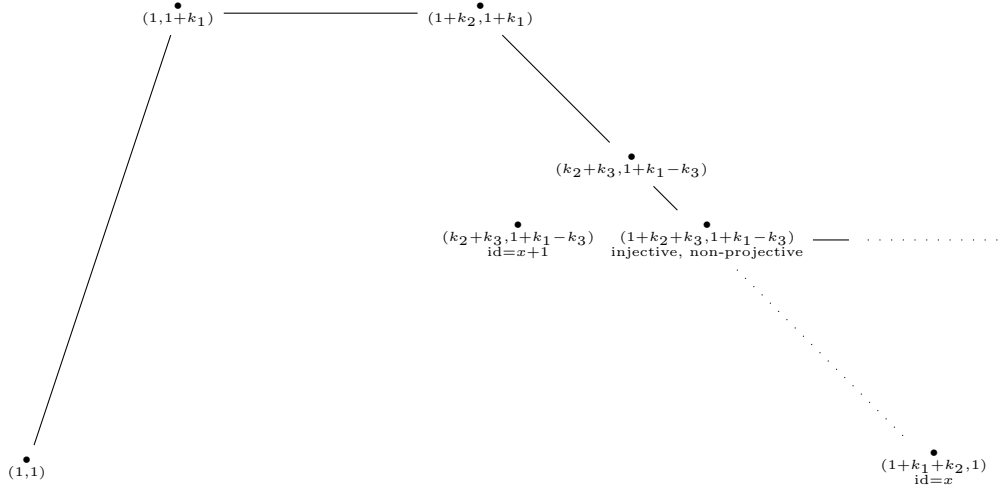 (1,1+k₁)
(1+k₂,1+k₁)
(k₂+k₃,1+k₁−k₃)
(k₂+k₃,1+k₁−k₃)
id=x+1
(1+k₂+k₃,1+k₁−k₃)
injective, non-projective
(1,1)
(1+k₁+k₂,1)
id=x